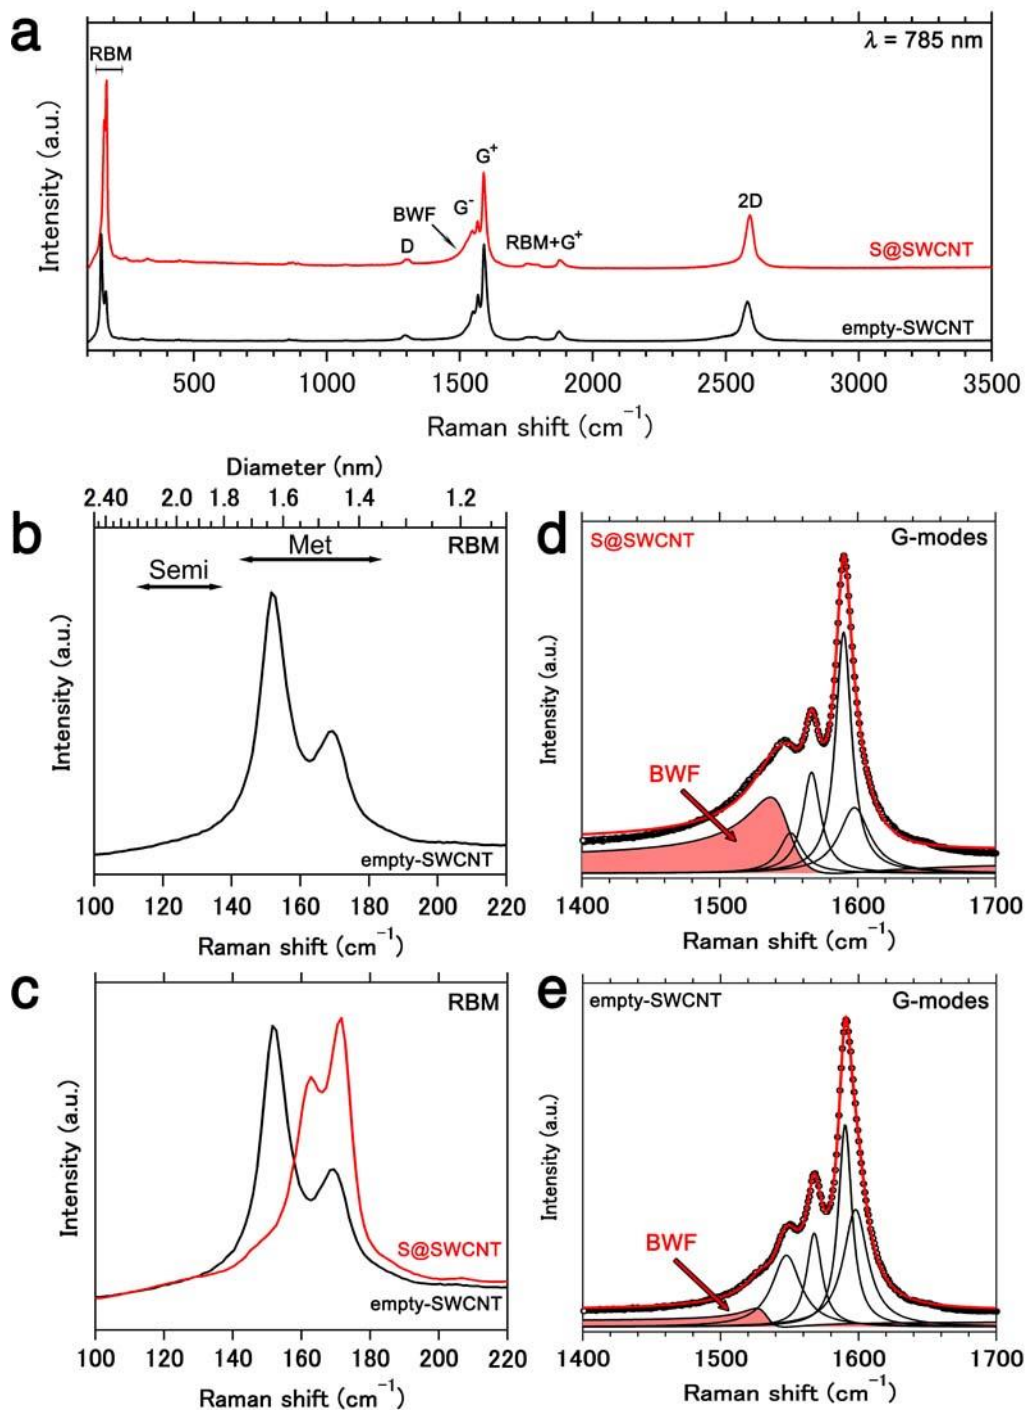 a
RBM
λ = 785 nm
Intensity (a.u.)
D
BWF
G⁻
G⁺
RBM+G⁺
2D
S@SWCNT
empty-SWCNT
500 1000 1500 2000 2500 3000 3500
Raman shift (cm⁻¹)
b
Diameter (nm)
2.40 2.0 1.8 1.6 1.4 1.2
RBM
Semi
Met
Intensity (a.u.)
empty-SWCNT
100 120 140 160 180 200 220
Raman shift (cm⁻¹)
d
S@SWCNT
G-modes
Intensity (a.u.)
BWF
1400 1500 1600 1700
Raman shift (cm⁻¹)
c
RBM
Intensity (a.u.)
S@SWCNT
empty-SWCNT
100 120 140 160 180 200 220
Raman shift (cm⁻¹)
e
empty-SWCNT
G-modes
Intensity (a.u.)
BWF
1400 1500 1600 1700
Raman shift (cm⁻¹)